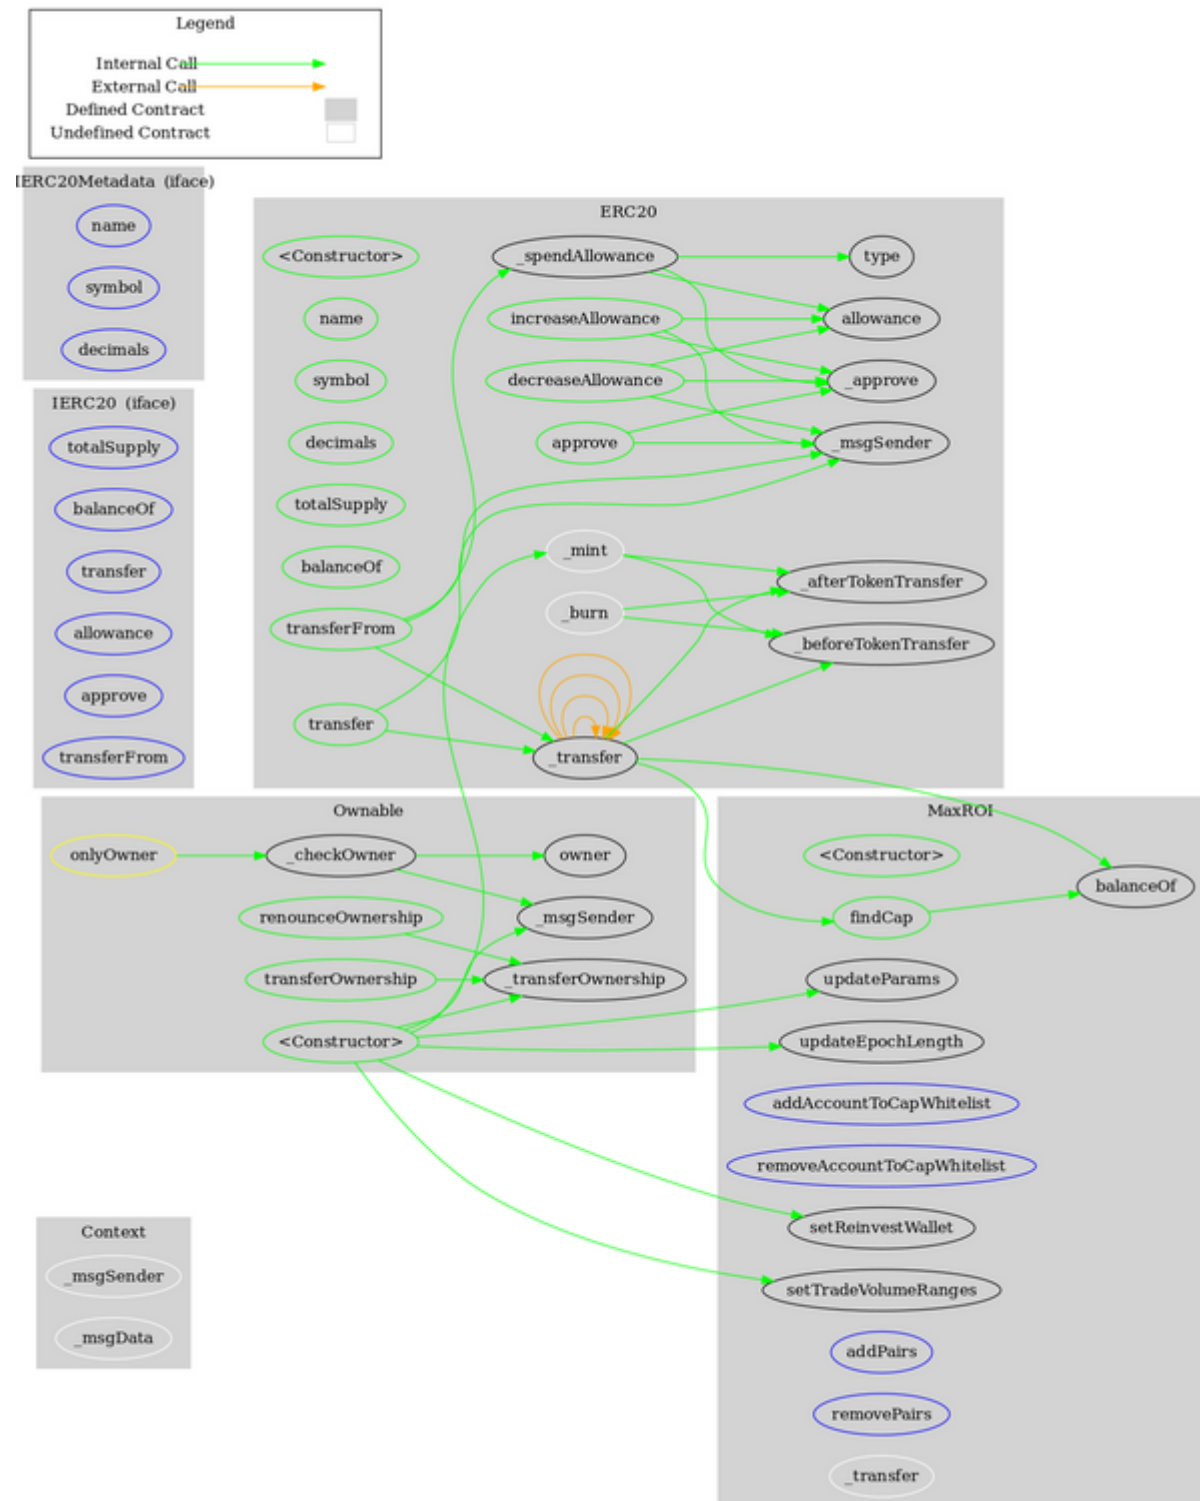 Legend
Internal Call
External Call
Defined Contract
Undefined Contract
IERC20Metadata (iface)
name
symbol
decimals
IERC20 (iface)
totalSupply
balanceOf
transfer
allowance
approve
transferFrom
ERC20
<Constructor>
name
symbol
decimals
totalSupply
balanceOf
transferFrom
transfer
_spendAllowance
increaseAllowance
decreaseAllowance
approve
_mint
_burn
_transfer
type
allowance
_approve
_msgSender
_afterTokenTransfer
_beforeTokenTransfer
Ownable
onlyOwner
_checkOwner
renounceOwnership
transferOwnership
<Constructor>
owner
_msgSender
_transferOwnership
MaxROI
<Constructor>
findCap
balanceOf
updateParams
updateEpochLength
addAccountToCapWhitelist
removeAccountToCapWhitelist
setReinvestWallet
setTradeVolumeRanges
addPairs
removePairs
_transfer
Context
_msgSender
_msgData